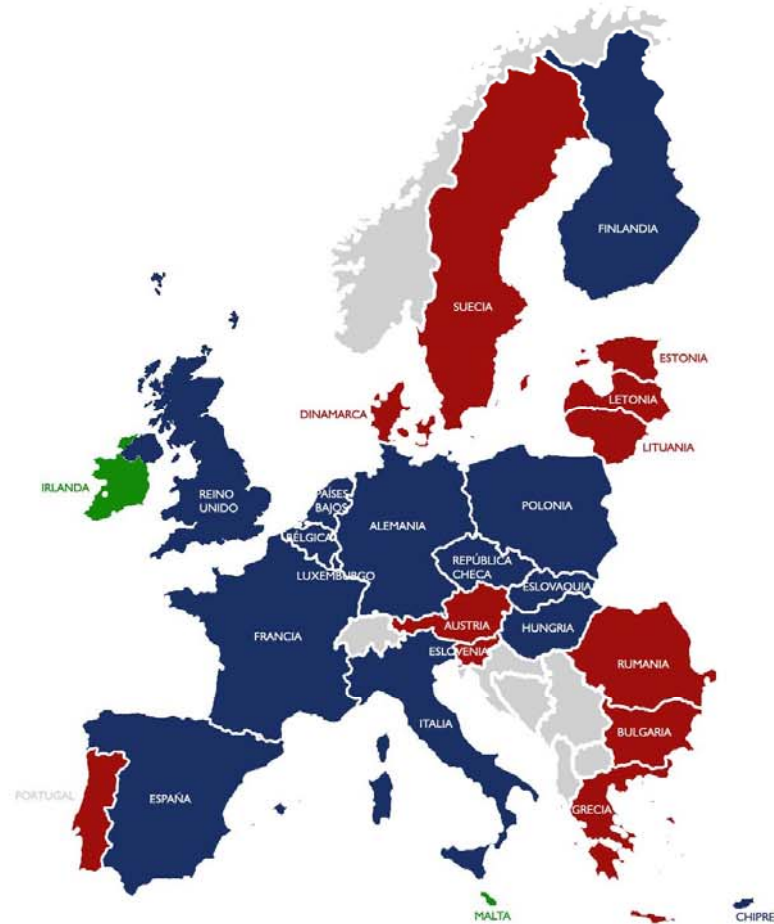 FINLANDIA
SUECIA
ESTONIA
LETONIA
LITUANIA
DINAMARCA
IRLANDA
REINO
UNIDO
PAÍSES
BAJOS
BÉLGICA
LUXEMBURGO
ALEMANIA
POLONIA
REPÚBLICA
CHECA
ESLOVAQUIA
AUSTRIA
HUNGRIA
FRANCIA
ESLOVENIA
RUMANIA
ITALIA
BULGARIA
PORTUGAL
ESPAÑA
GRECIA
MALTA
CHIPRE